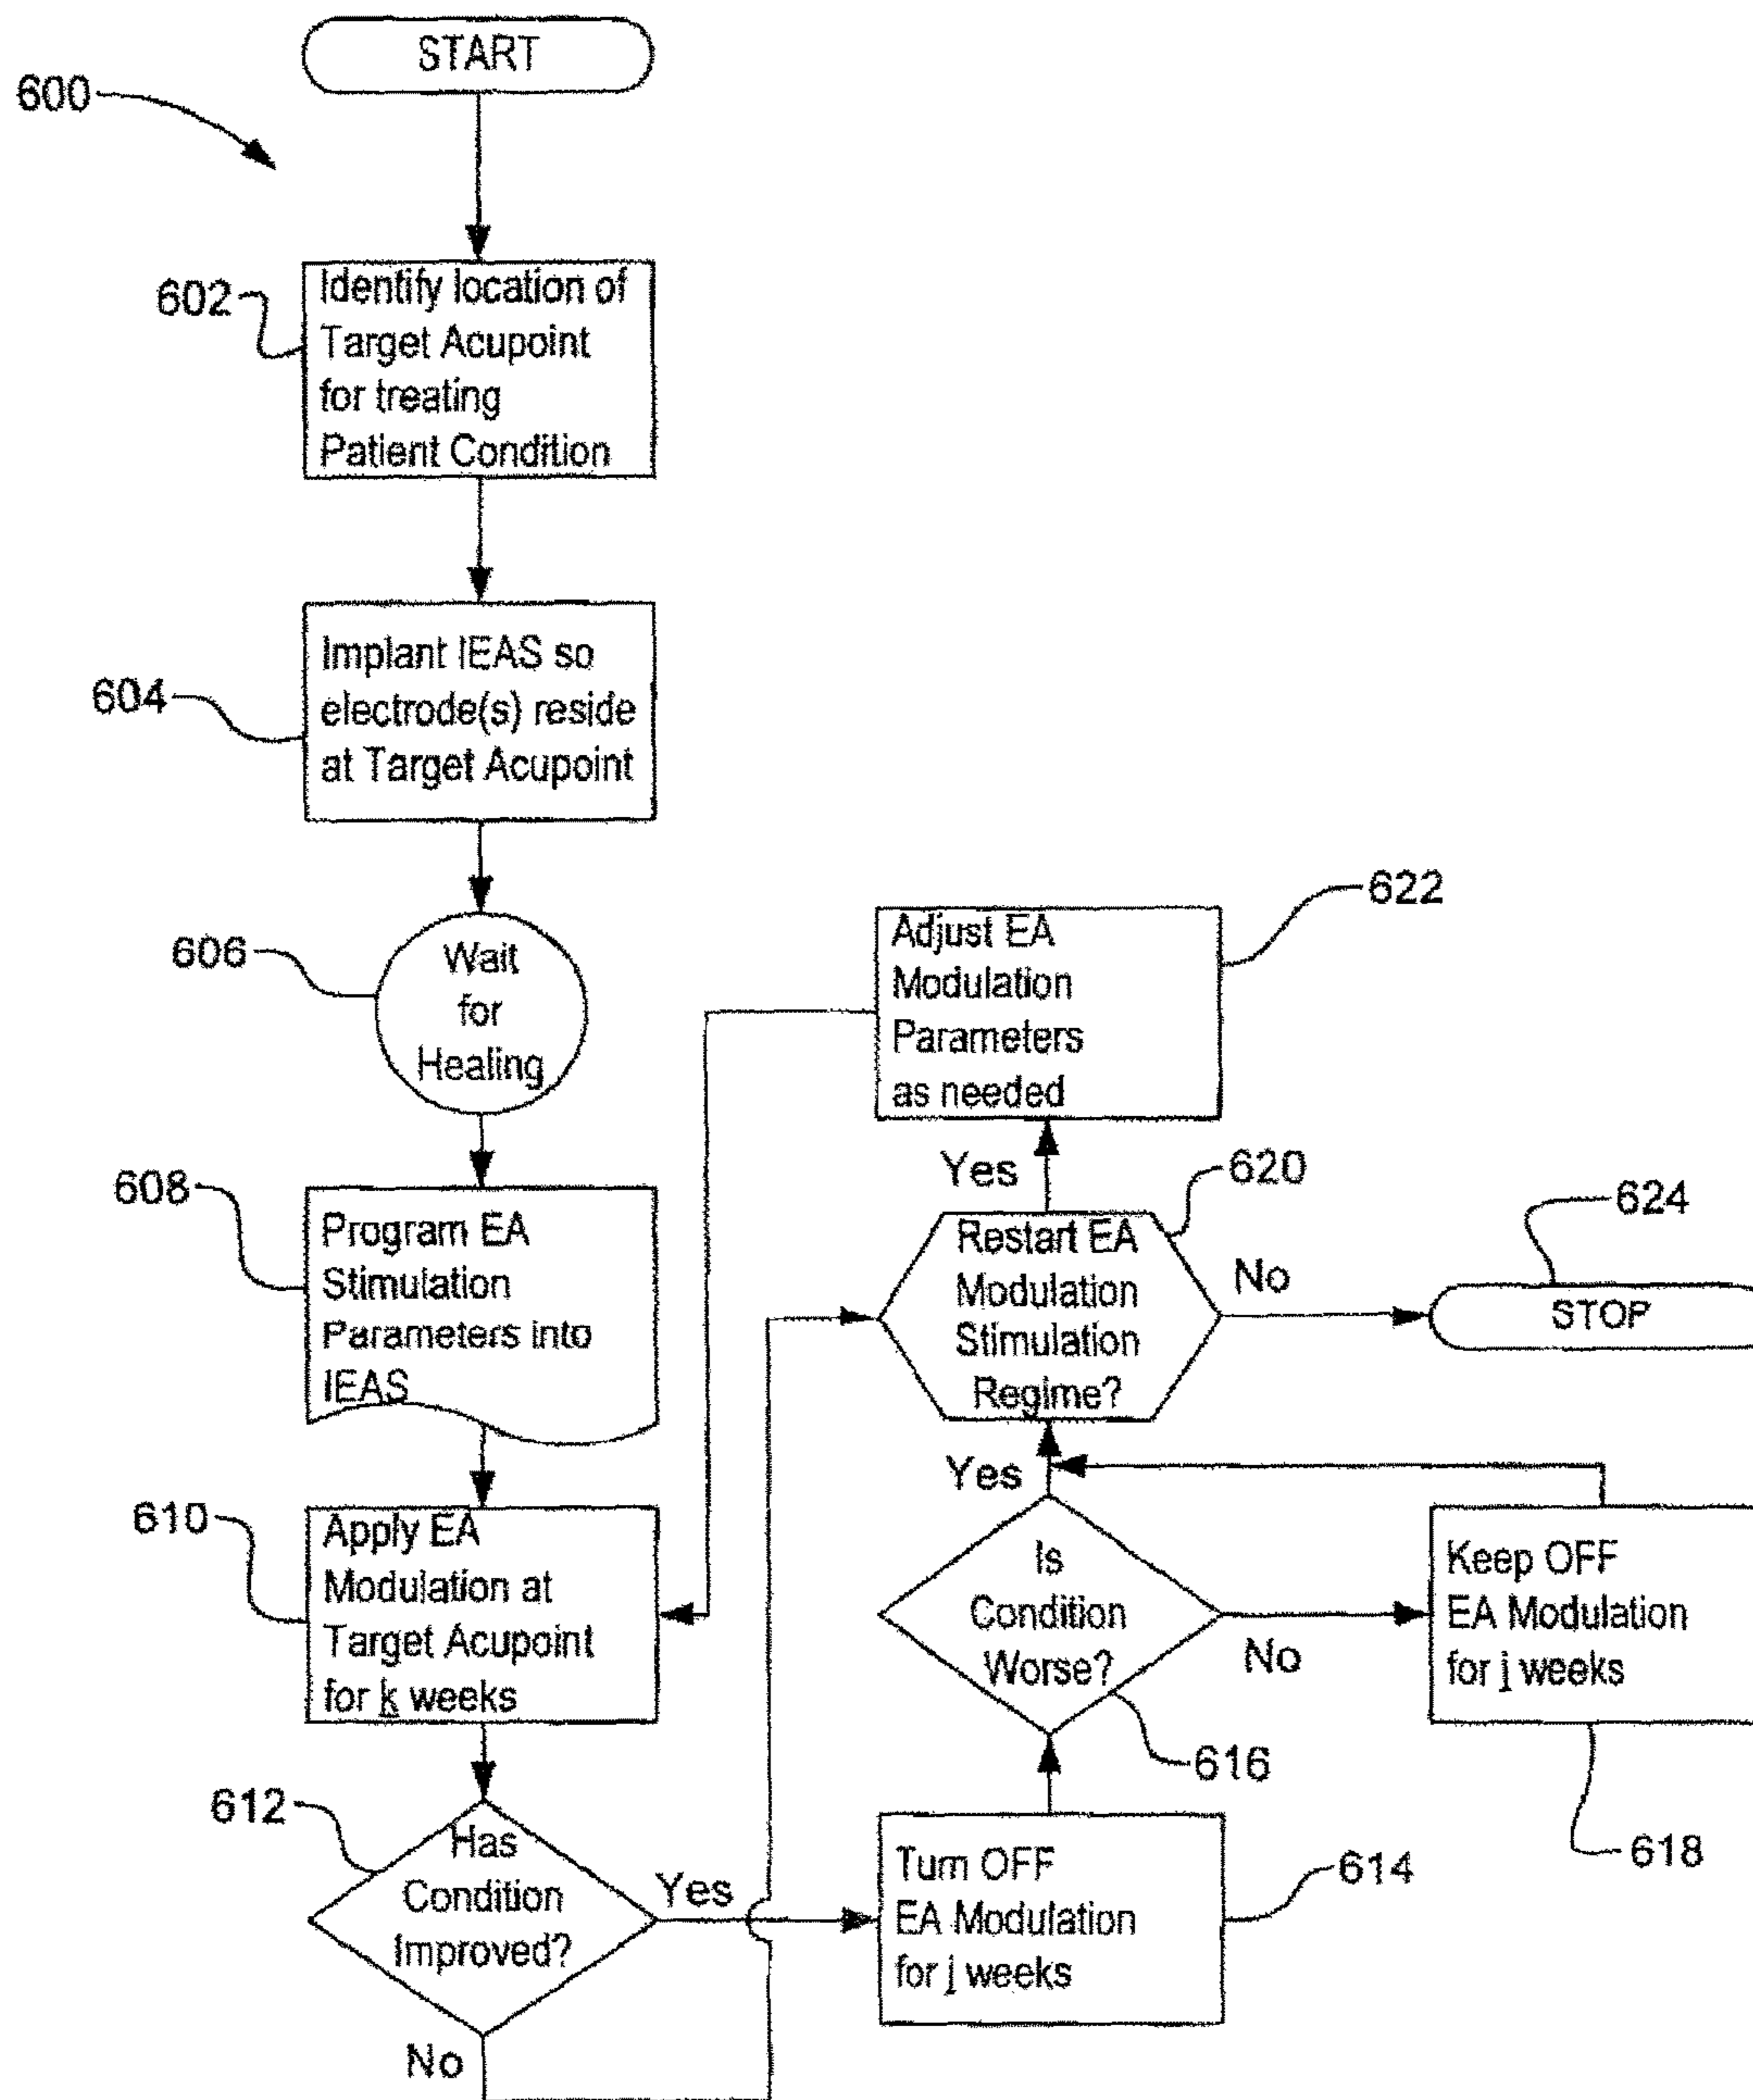 START
600
602
Identify location of
Target Acupoint
for treating
Patient Condition
604
Implant IEAS so
electrode(s) reside
at Target Acupoint
606
Wait
for
Healing
608
Program EA
Stimulation
Parameters into
IEAS
610
Apply EA
Modulation at
Target Acupoint
for k weeks
612
Has
Condition
Improved?
Yes
No
Turn OFF
EA Modulation
for j weeks
614
Is
Condition
Worse?
616
Yes
No
Keep OFF
EA Modulation
for j weeks
618
Restart EA
Modulation
Stimulation
Regime?
620
Yes
No
Adjust EA
Modulation
Parameters
as needed
622
624
STOP